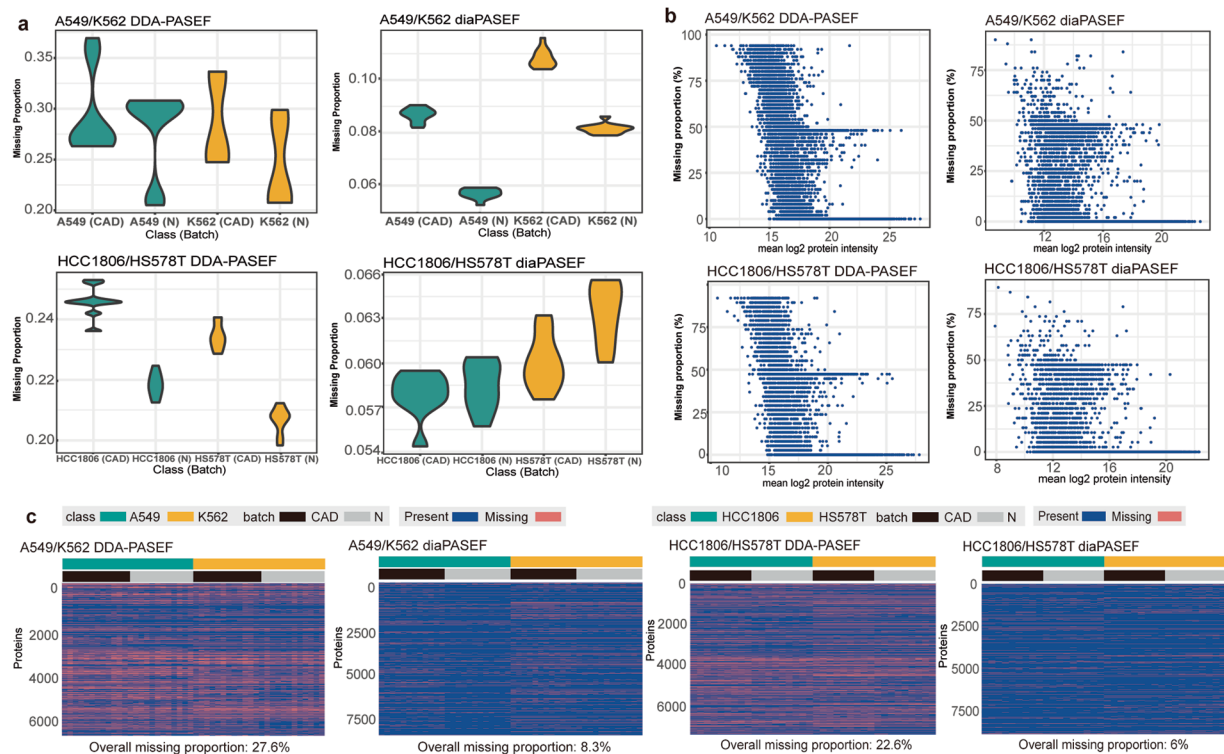 a
A549/K562 DDA-PASEF
Missing Proportion
0.35
0.30
0.25
0.20
A549 (CAD)
A549 (N)
K562 (CAD)
K562 (N)
Class (Batch)
A549/K562 diaPASEF
Missing Proportion
0.10
0.08
0.06
A549 (CAD)
A549 (N)
K562 (CAD)
K562 (N)
Class (Batch)
HCC1806/HS578T DDA-PASEF
Missing Proportion
0.24
0.22
0.20
HCC1806 (CAD)
HCC1806 (N)
HS578T (CAD)
HS578T (N)
Class (Batch)
HCC1806/HS578T diaPASEF
Missing Proportion
0.066
0.063
0.060
0.057
0.054
HCC1806 (CAD)
HCC1806 (N)
HS578T (CAD)
HS578T (N)
Class (Batch)
b
A549/K562 DDA-PASEF
Missing proportion (%)
100
75
50
25
0
10 15 20 25
mean log2 protein intensity
A549/K562 diaPASEF
Missing proportion (%)
75
50
25
0
12 16 20
mean log2 protein intensity
HCC1806/HS578T DDA-PASEF
Missing proportion (%)
75
50
25
0
10 15 20 25
mean log2 protein intensity
HCC1806/HS578T diaPASEF
Missing proportion (%)
75
50
25
0
8 12 16 20
mean log2 protein intensity
c
class A549 K562 batch CAD N Present Missing
class HCC1806 HS578T batch CAD N Present Missing
A549/K562 DDA-PASEF
Proteins
0
2000
4000
6000
Overall missing proportion: 27.6%
A549/K562 diaPASEF
Proteins
0
2500
5000
7500
Overall missing proportion: 8.3%
HCC1806/HS578T DDA-PASEF
Proteins
0
2000
4000
6000
Overall missing proportion: 22.6%
HCC1806/HS578T diaPASEF
Proteins
0
2500
5000
7500
Overall missing proportion: 6%